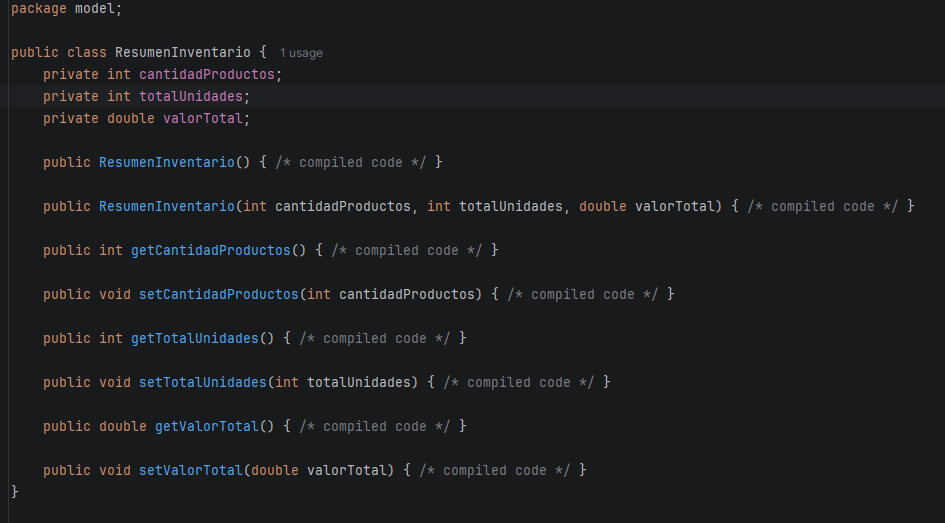 package model;
public class ResumenInventario { 1 usage
private int cantidadProductos;
private int totalUnidades;
private double valorTotal;
public ResumenInventario() { /* compiled code */ }
public ResumenInventario(int cantidadProductos, int totalUnidades, double valorTotal) { /* compiled code */ }
public int getCantidadProductos() { /* compiled code */ }
public void setCantidadProductos(int cantidadProductos) { /* compiled code */ }
public int getTotalUnidades() { /* compiled code */ }
public void setTotalUnidades(int totalUnidades) { /* compiled code */ }
public double getValorTotal() { /* compiled code */ }
public void setValorTotal(double valorTotal) { /* compiled code */ }
}